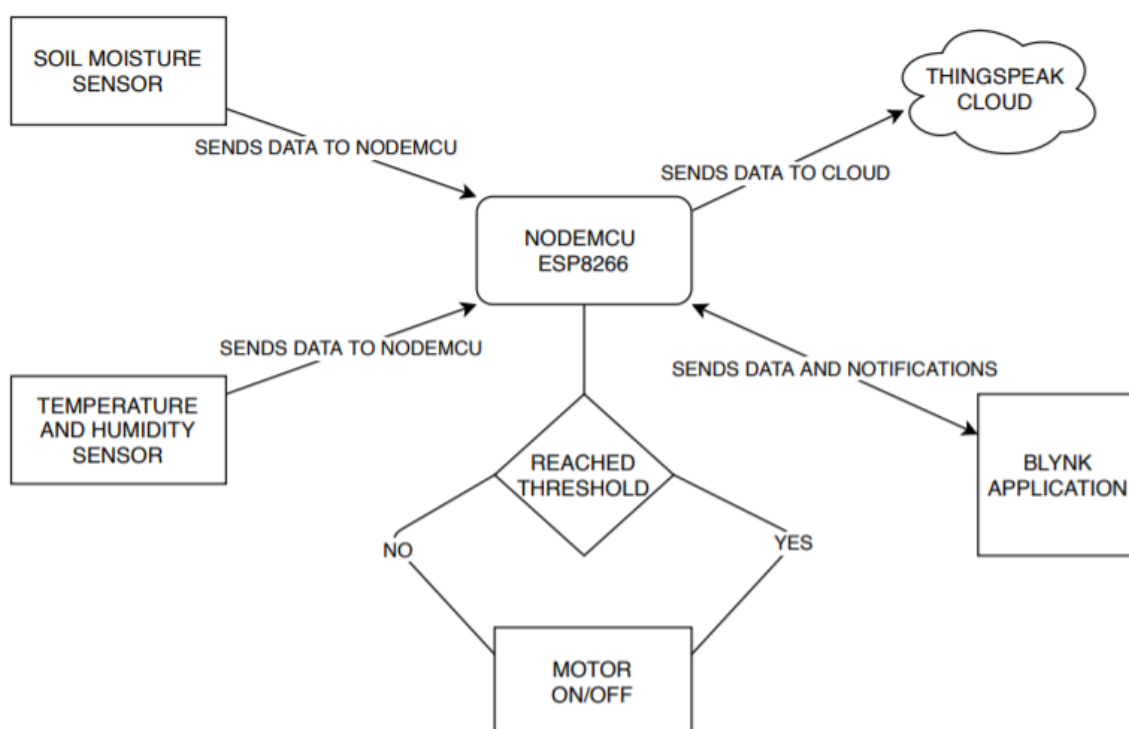 SOIL MOISTURE
SENSOR
THINGSPEAK
CLOUD
SENDS DATA TO NODEMCU
SENDS DATA TO CLOUD
NODEMCU
ESP8266
SENDS DATA TO NODEMCU
SENDS DATA AND NOTIFICATIONS
TEMPERATURE
AND HUMIDITY
SENSOR
REACHED
THRESHOLD
BLYNK
APPLICATION
NO
YES
MOTOR
ON/OFF